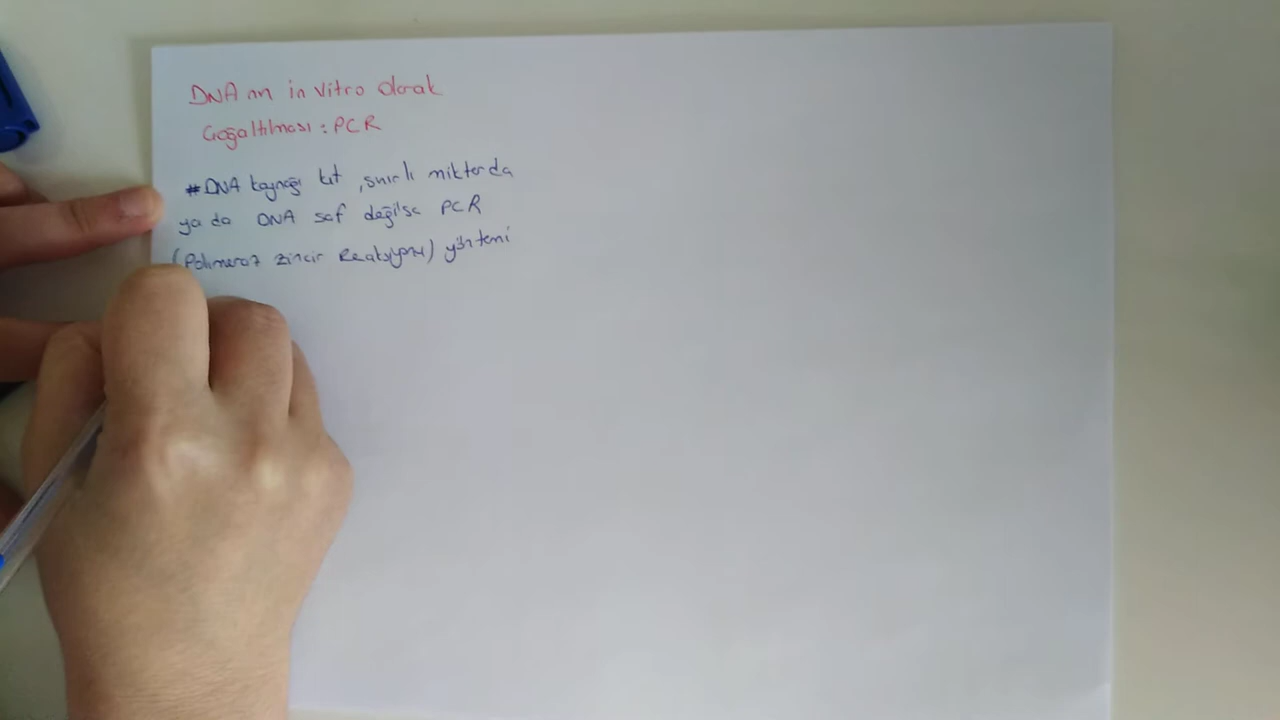 DNA nın in vitro olarak
Çoğaltılması : PCR
# DNA kaynağı kıt , sınırlı miktarda
ya da DNA saf değilse PCR
(Polimeraz zincir Reaksiyonu) yöntemi